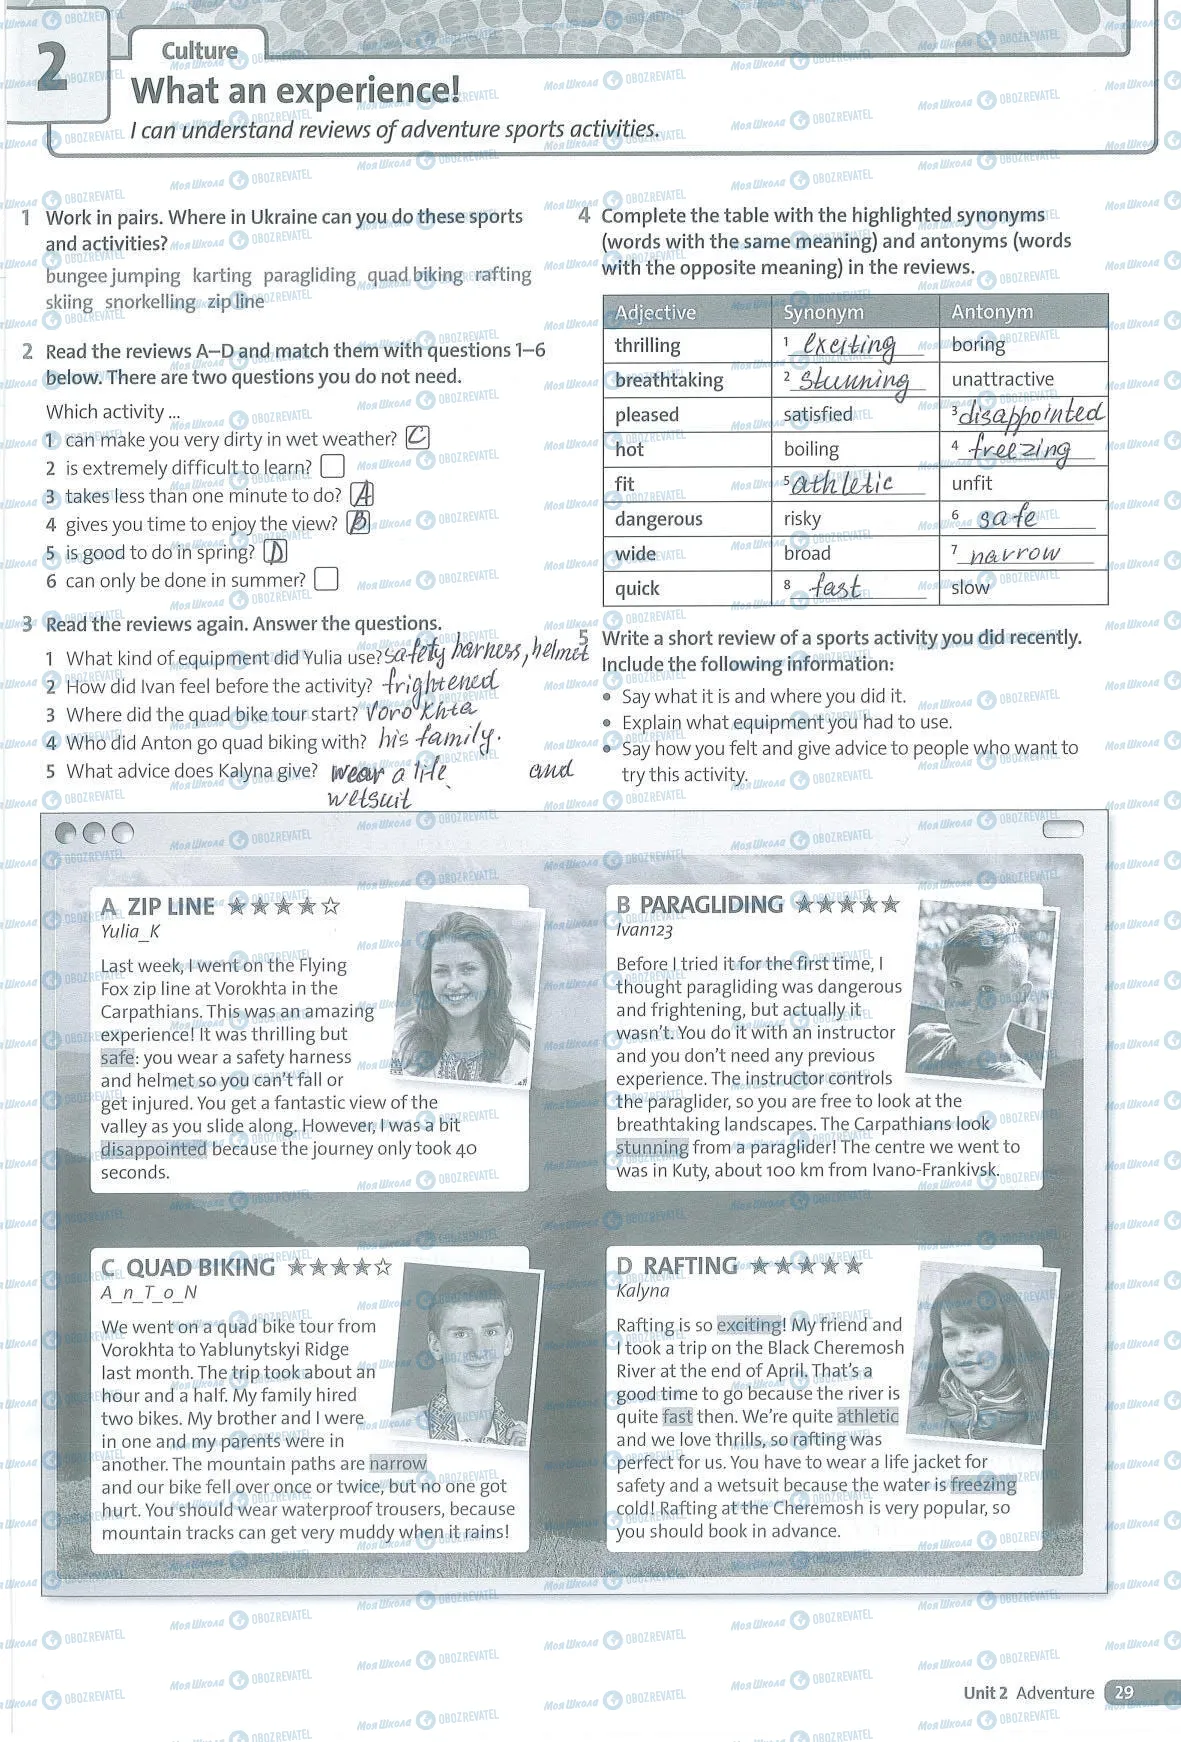 2
Culture
What an experience!
I can understand reviews of adventure sports activities.
1 Work in pairs. Where in Ukraine can you do these sports
and activities?
bungee jumping karting paragliding quad biking rafting
skiing snorkelling zip line
2 Read the reviews A–D and match them with questions 1–6
below. There are two questions you do not need.
Which activity ...
1 can make you very dirty in wet weather? C
2 is extremely difficult to learn?
3 takes less than one minute to do? A
4 gives you time to enjoy the view? B
5 is good to do in spring? D
6 can only be done in summer?
3 Read the reviews again. Answer the questions.
1 What kind of equipment did Yulia use? safety harness, helmet
2 How did Ivan feel before the activity? frightened
3 Where did the quad bike tour start? Vorokhta
4 Who did Anton go quad biking with? his family.
5 What advice does Kalyna give? wear a life and
wetsuit
4 Complete the table with the highlighted synonyms
(words with the same meaning) and antonyms (words
with the opposite meaning) in the reviews.
Adjective Synonym Antonym
thrilling 1 exciting boring
breathtaking 2 stunning unattractive
pleased satisfied 3 disappointed
hot boiling 4 freezing
fit 5 athletic unfit
dangerous risky 6 safe
wide broad 7 narrow
quick 8 fast slow
5 Write a short review of a sports activity you did recently.
Include the following information:
• Say what it is and where you did it.
• Explain what equipment you had to use.
• Say how you felt and give advice to people who want to
try this activity.
A ZIP LINE ★★★★☆
Yulia_K
Last week, I went on the Flying
Fox zip line at Vorokhta in the
Carpathians. This was an amazing
experience! It was thrilling but
safe: you wear a safety harness
and helmet so you can't fall or
get injured. You get a fantastic view of the
valley as you slide along. However, I was a bit
disappointed because the journey only took 40
seconds.
B PARAGLIDING ★★★★★
Ivan123
Before I tried it for the first time, I
thought paragliding was dangerous
and frightening, but actually it
wasn't. You do it with an instructor
and you don't need any previous
experience. The instructor controls
the paraglider, so you are free to look at the
breathtaking landscapes. The Carpathians look
stunning from a paraglider! The centre we went to
was in Kuty, about 100 km from Ivano-Frankivsk.
C QUAD BIKING ★★★★☆
A_n_T_o_N
We went on a quad bike tour from
Vorokhta to Yablunytskyi Ridge
last month. The trip took about an
hour and a half. My family hired
two bikes. My brother and I were
in one and my parents were in
another. The mountain paths are narrow
and our bike fell over once or twice, but no one got
hurt. You should wear waterproof trousers, because
mountain tracks can get very muddy when it rains!
D RAFTING ★★★★★
Kalyna
Rafting is so exciting! My friend and
I took a trip on the Black Cheremosh
River at the end of April. That's a
good time to go because the river is
quite fast then. We're quite athletic
and we love thrills, so rafting was
perfect for us. You have to wear a life jacket for
safety and a wetsuit because the water is freezing
cold! Rafting at the Cheremosh is very popular, so
you should book in advance.
Unit 2 Adventure 29
МояШкола OBOZREVATEL